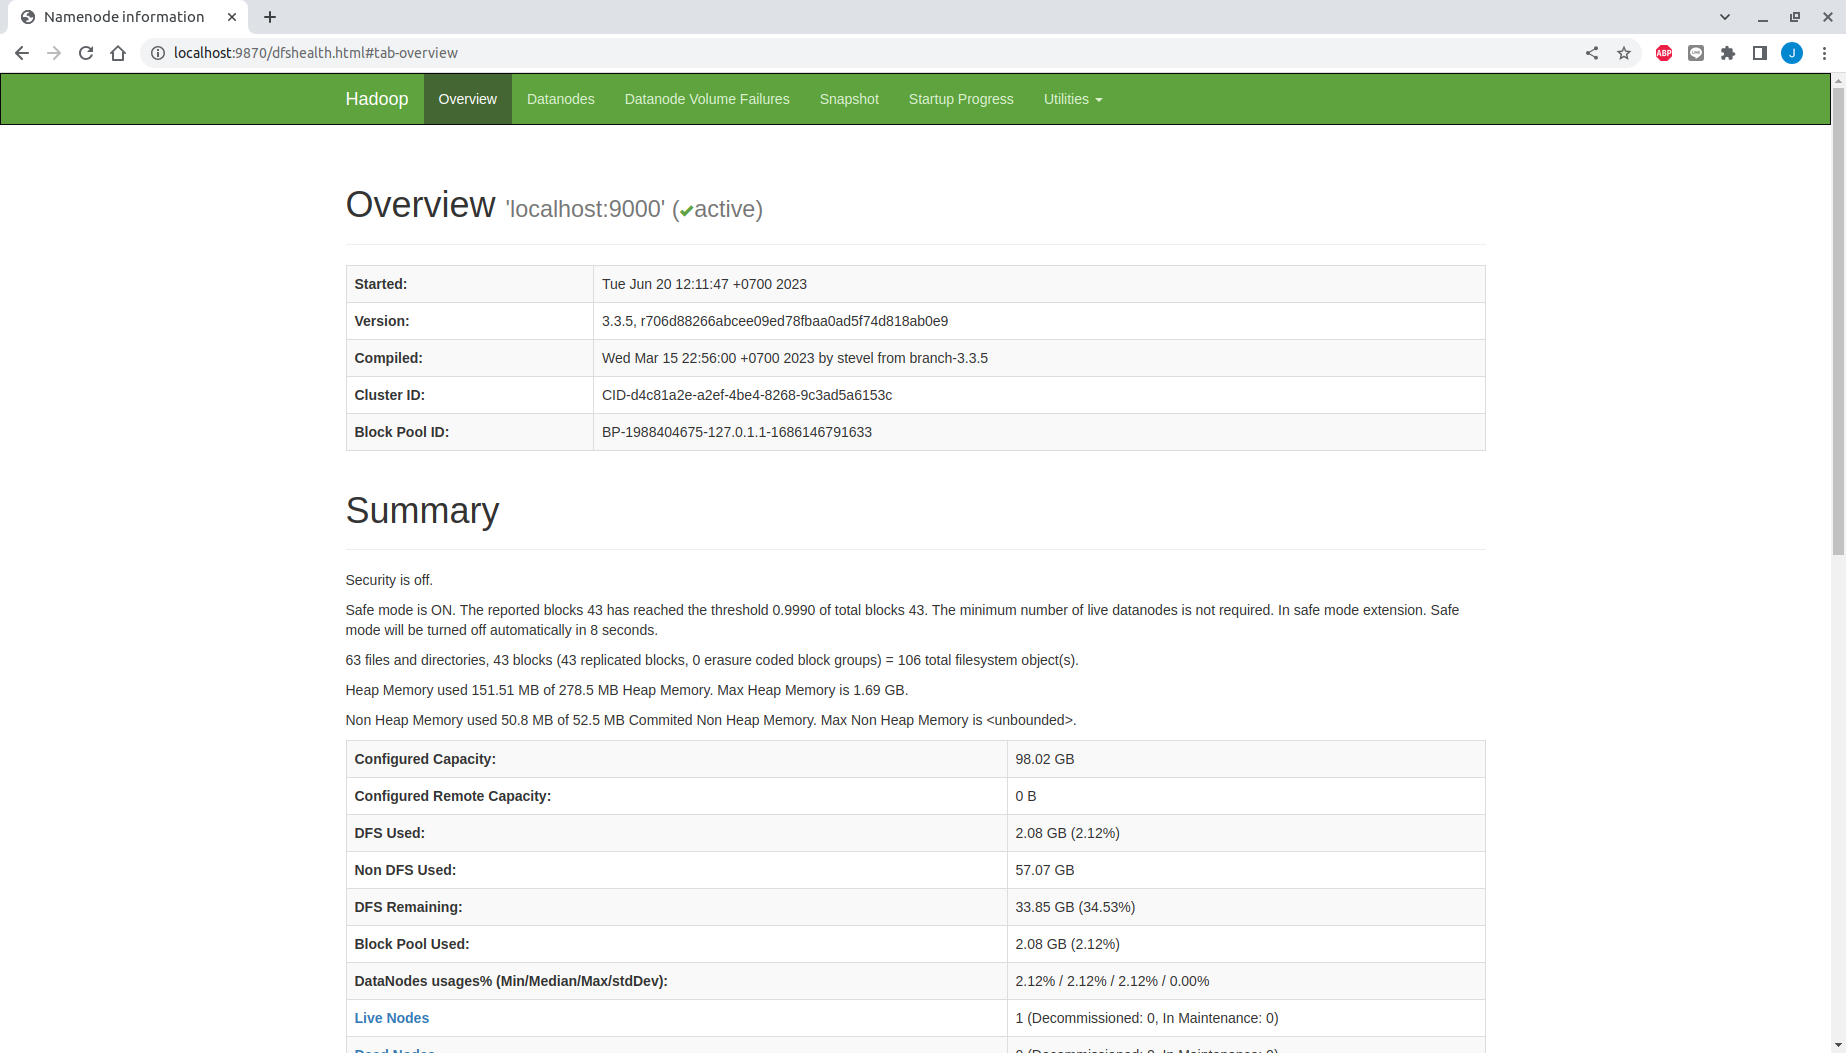 Namenode information
localhost:9870/dfshealth.html#tab-overview
ABP
J
Hadoop Overview Datanodes Datanode Volume Failures Snapshot Startup Progress Utilities
Overview 'localhost:9000' (✔active)
Started: Tue Jun 20 12:11:47 +0700 2023
Version: 3.3.5, r706d88266abcee09ed78fbaa0ad5f74d818ab0e9
Compiled: Wed Mar 15 22:56:00 +0700 2023 by stevel from branch-3.3.5
Cluster ID: CID-d4c81a2e-a2ef-4be4-8268-9c3ad5a6153c
Block Pool ID: BP-1988404675-127.0.1.1-1686146791633
Summary
Security is off.
Safe mode is ON. The reported blocks 43 has reached the threshold 0.9990 of total blocks 43. The minimum number of live datanodes is not required. In safe mode extension. Safe
mode will be turned off automatically in 8 seconds.
63 files and directories, 43 blocks (43 replicated blocks, 0 erasure coded block groups) = 106 total filesystem object(s).
Heap Memory used 151.51 MB of 278.5 MB Heap Memory. Max Heap Memory is 1.69 GB.
Non Heap Memory used 50.8 MB of 52.5 MB Commited Non Heap Memory. Max Non Heap Memory is <unbounded>.
Configured Capacity: 98.02 GB
Configured Remote Capacity: 0 B
DFS Used: 2.08 GB (2.12%)
Non DFS Used: 57.07 GB
DFS Remaining: 33.85 GB (34.53%)
Block Pool Used: 2.08 GB (2.12%)
DataNodes usages% (Min/Median/Max/stdDev): 2.12% / 2.12% / 2.12% / 0.00%
Live Nodes 1 (Decommissioned: 0, In Maintenance: 0)
Dead Nodes 0 (Decommissioned: 0, In Maintenance: 0)